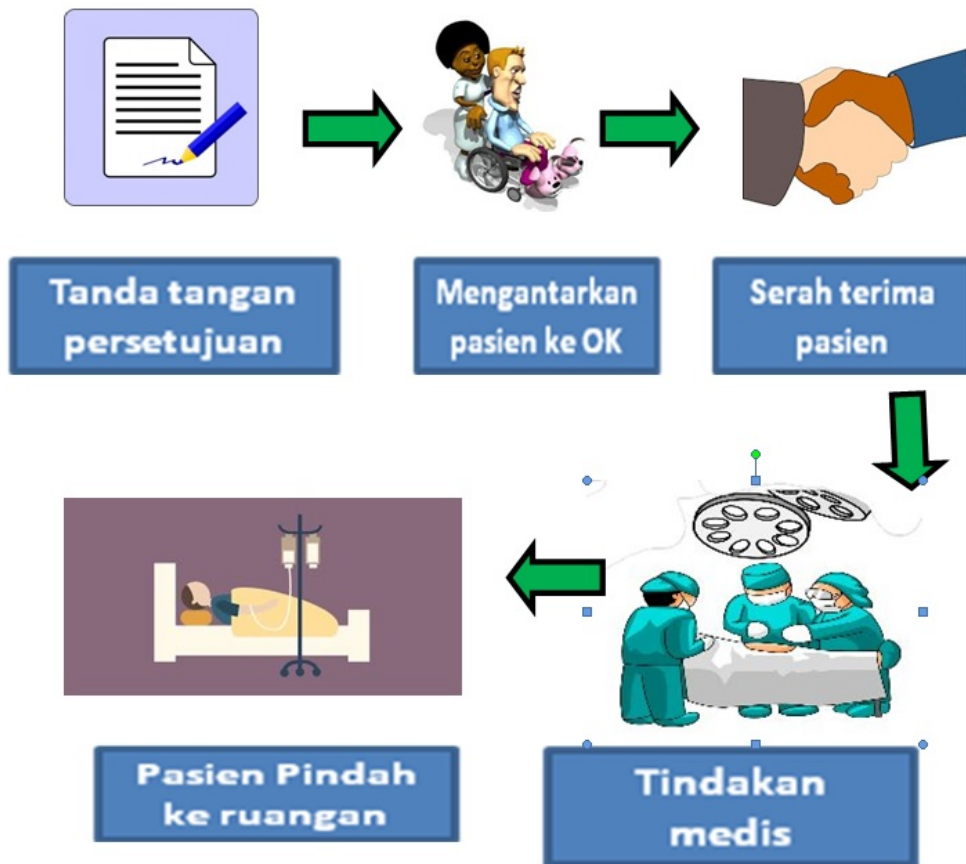 Tanda tangan
persetujuan
Mengantarkan
pasien ke OK
Serah terima
pasien
Tindakan
medis
Pasien Pindah
ke ruangan